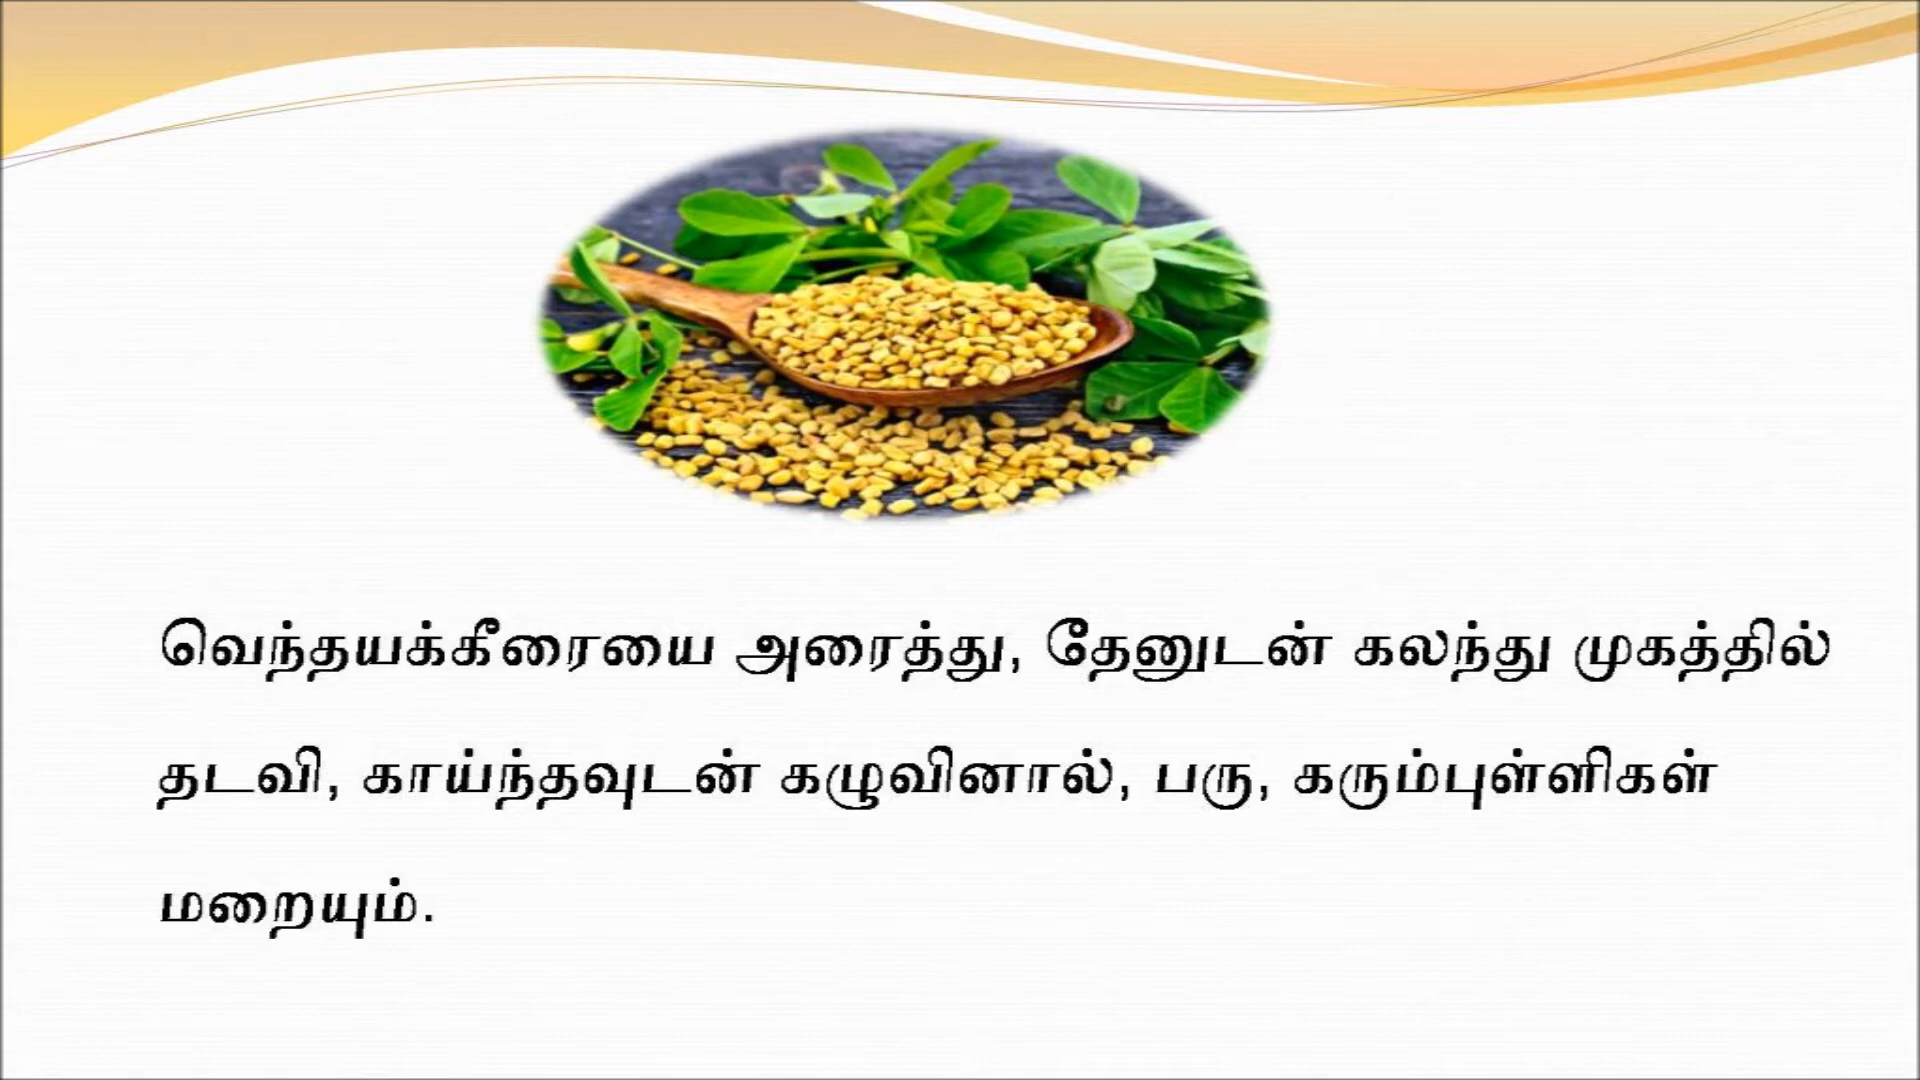 வெந்தயக்கீரையை அரைத்து, தேனுடன் கலந்து முகத்தில்
தடவி, காய்ந்தவுடன் கழுவினால், பரு, கரும்புள்ளிகள்
மறையும்.